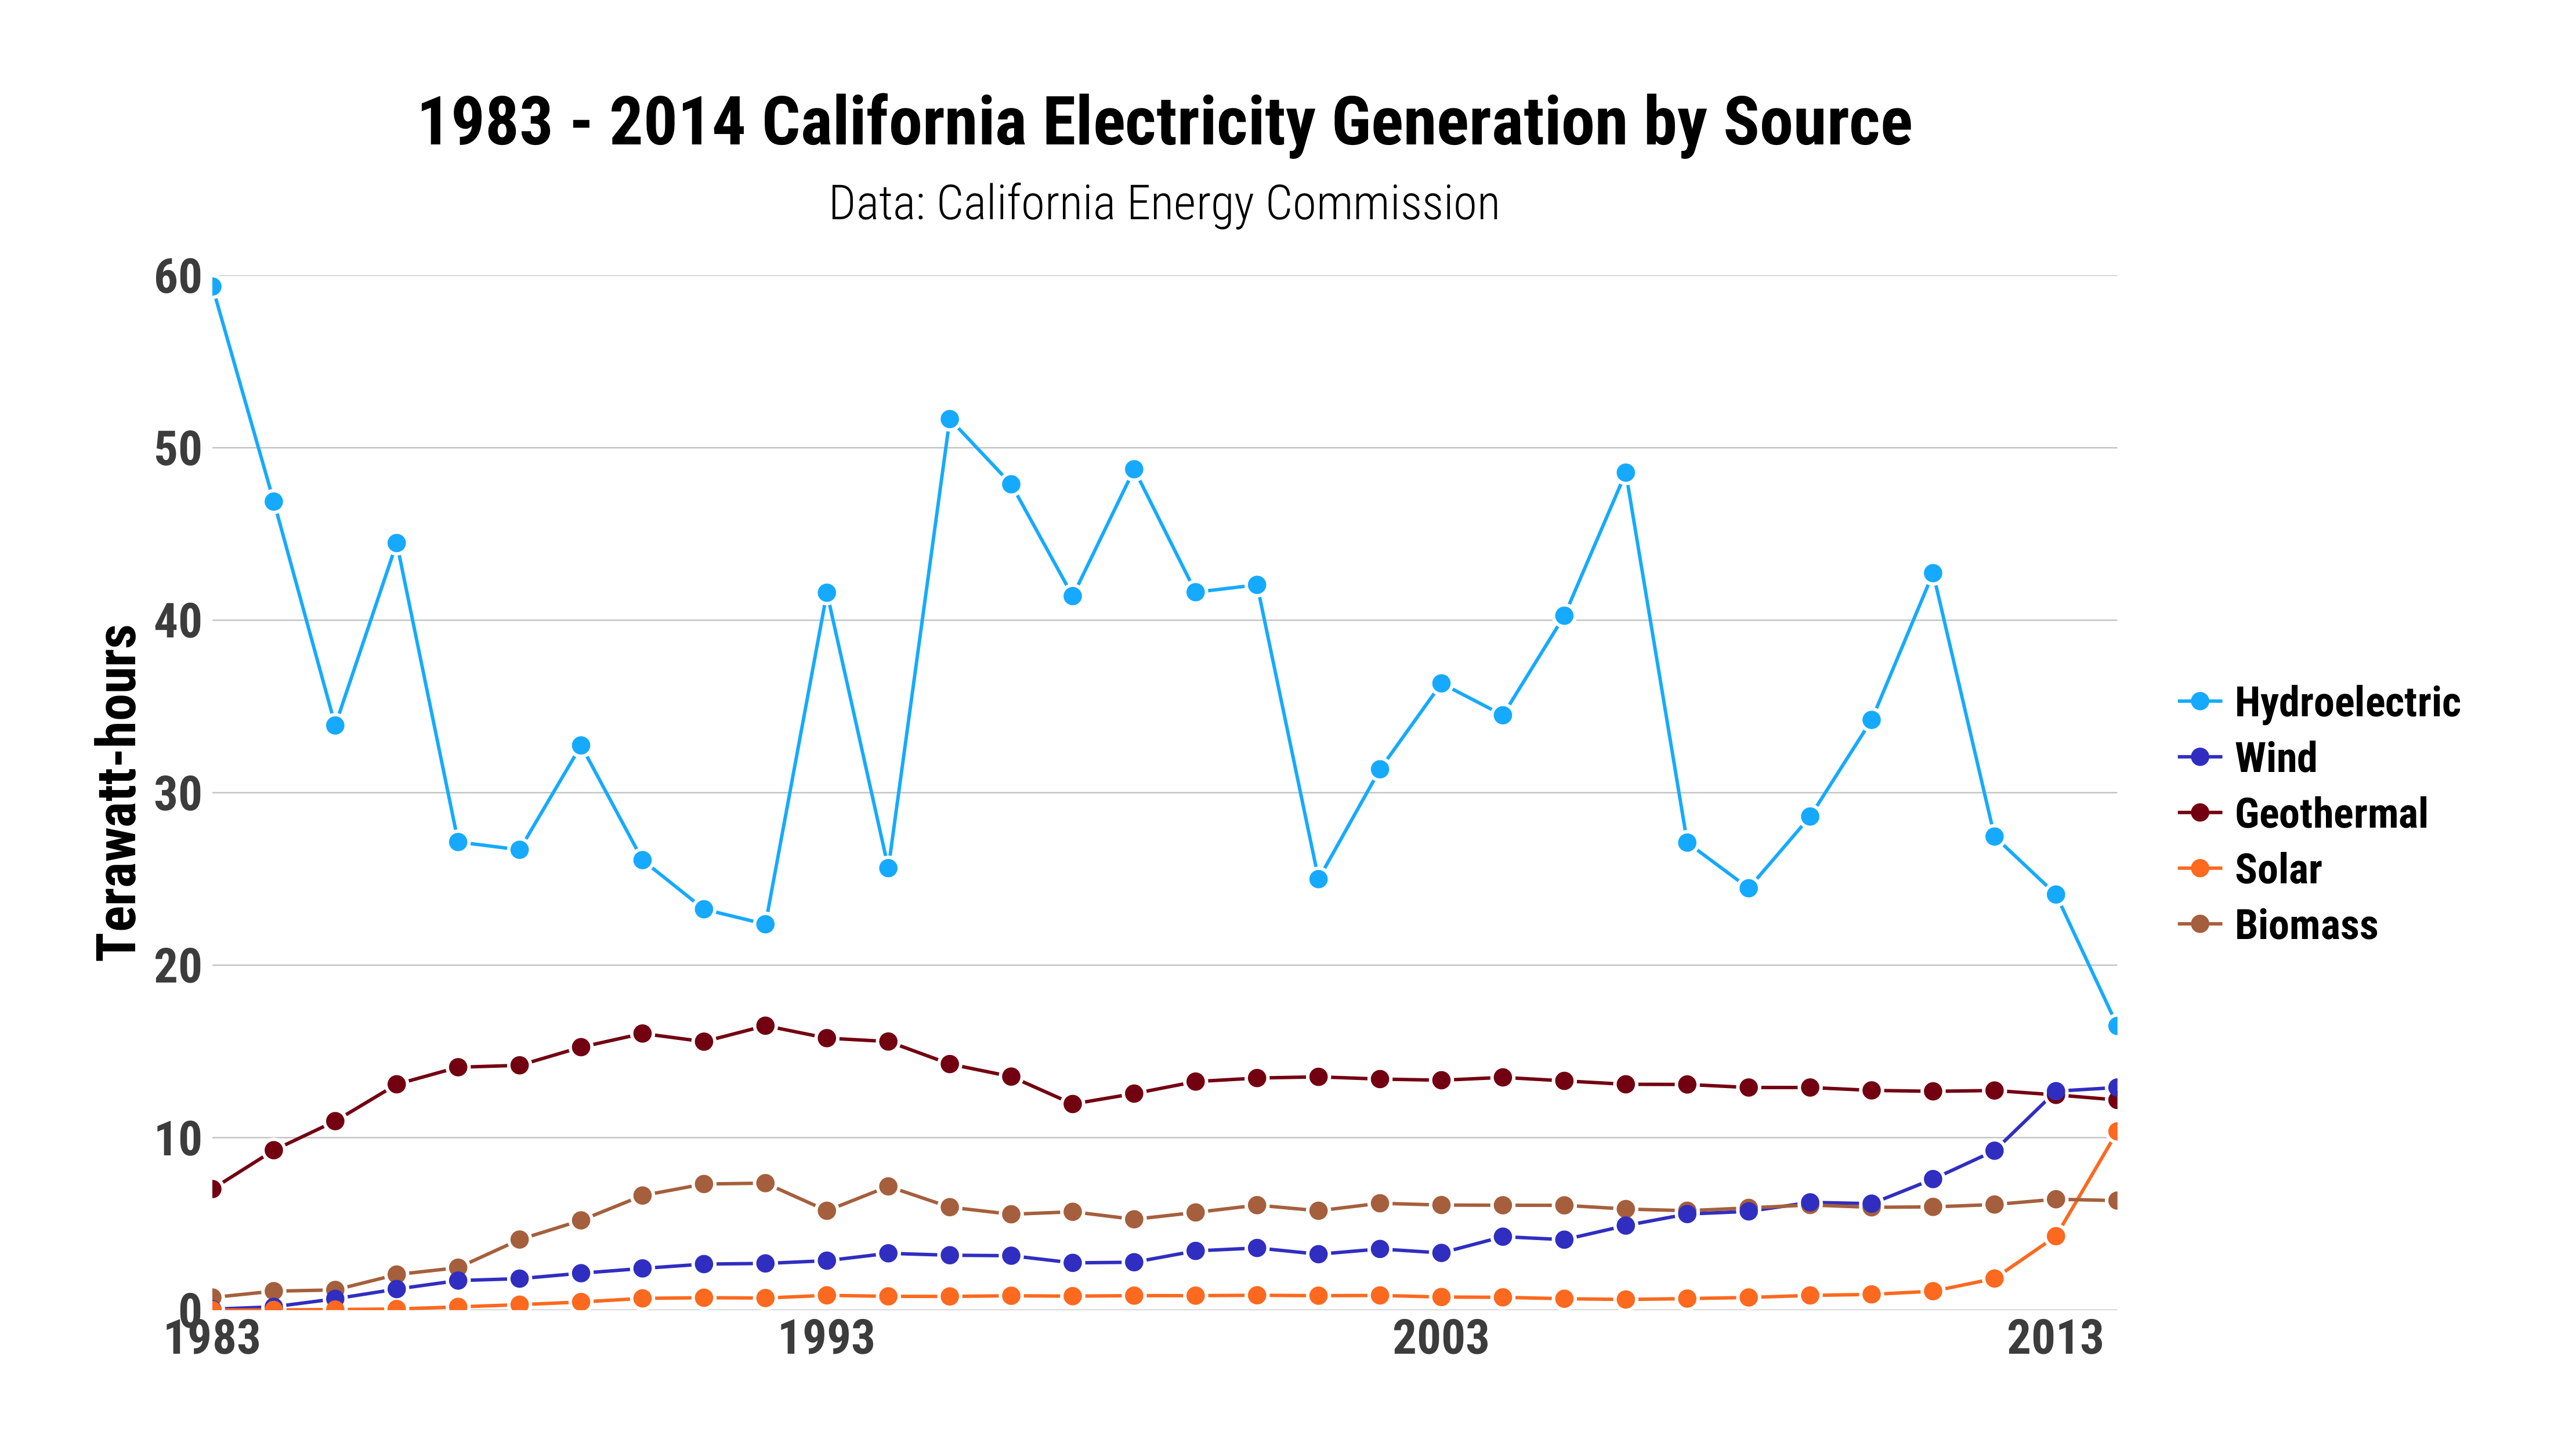 1983 - 2014 California Electricity Generation by Source
Data: California Energy Commission
Terawatt-hours
60
50
40
30
20
10
0
1983
1993
2003
2013
Hydroelectric
Wind
Geothermal
Solar
Biomass